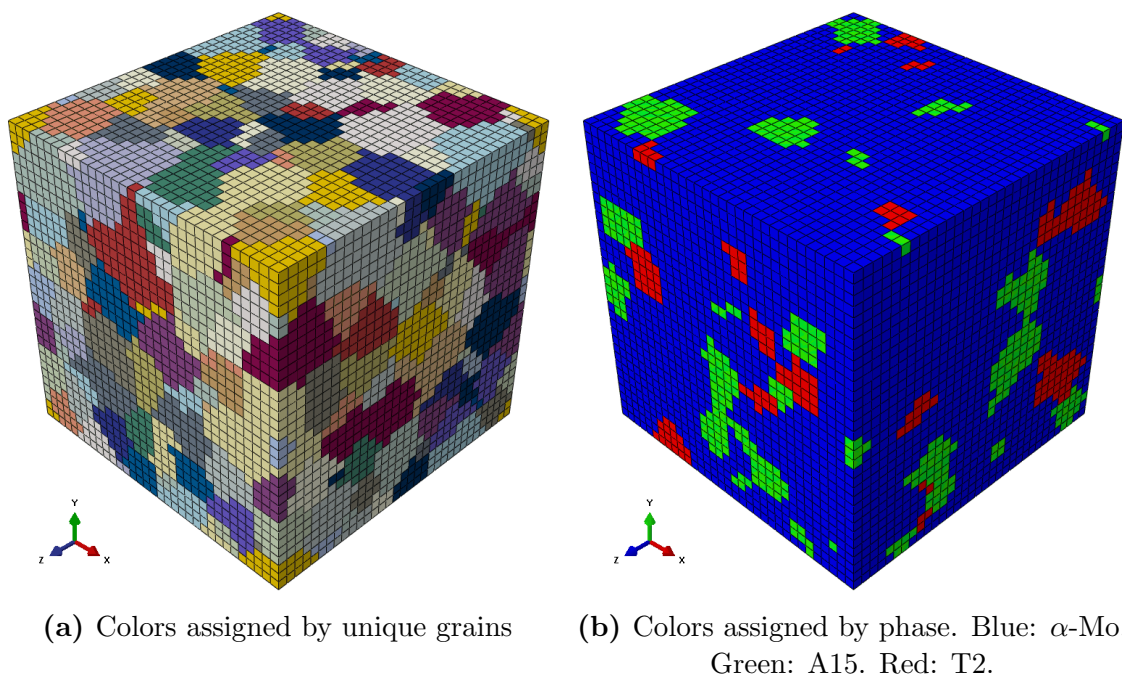 Y
Z
X
Y
Z
X
(a) Colors assigned by unique grains
(b) Colors assigned by phase. Blue: α-Mo
Green: A15. Red: T2.